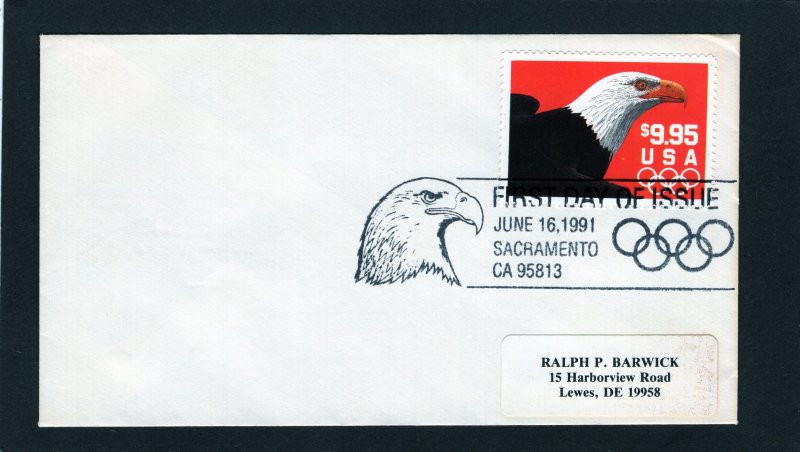 $9.95
USA
FIRST DAY OF ISSUE
JUNE 16,1991
SACRAMENTO
CA 95813
RALPH P. BARWICK
15 Harborview Road
Lewes, DE 19958